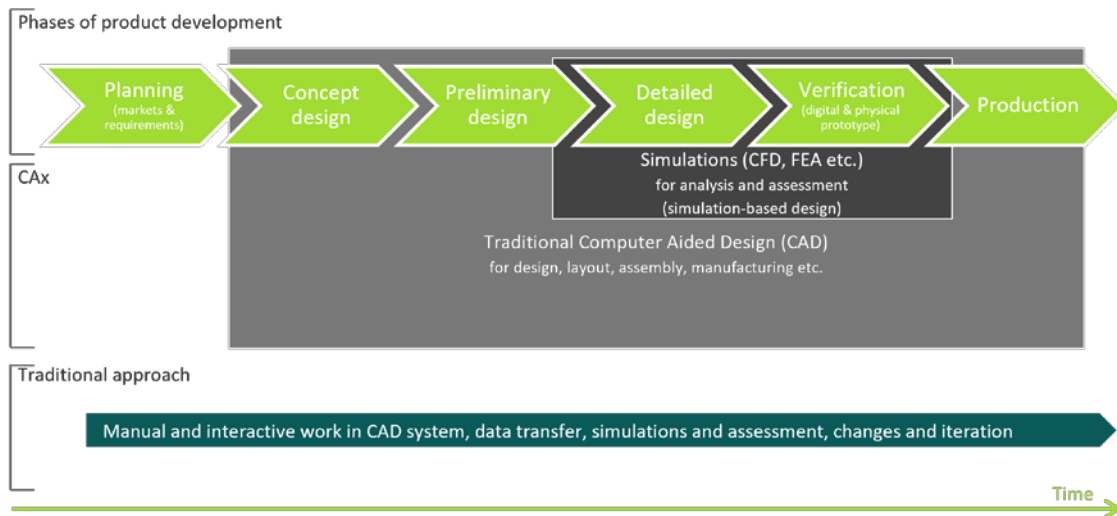 Phases of product development
Planning
(markets &
requirements)
Concept
design
Preliminary
design
Detailed
design
Verification
(digital & physical
prototype)
Production
CAx
Simulations (CFD, FEA etc.)
for analysis and assessment
(simulation-based design)
Traditional Computer Aided Design (CAD)
for design, layout, assembly, manufacturing etc.
Traditional approach
Manual and interactive work in CAD system, data transfer, simulations and assessment, changes and iteration
Time